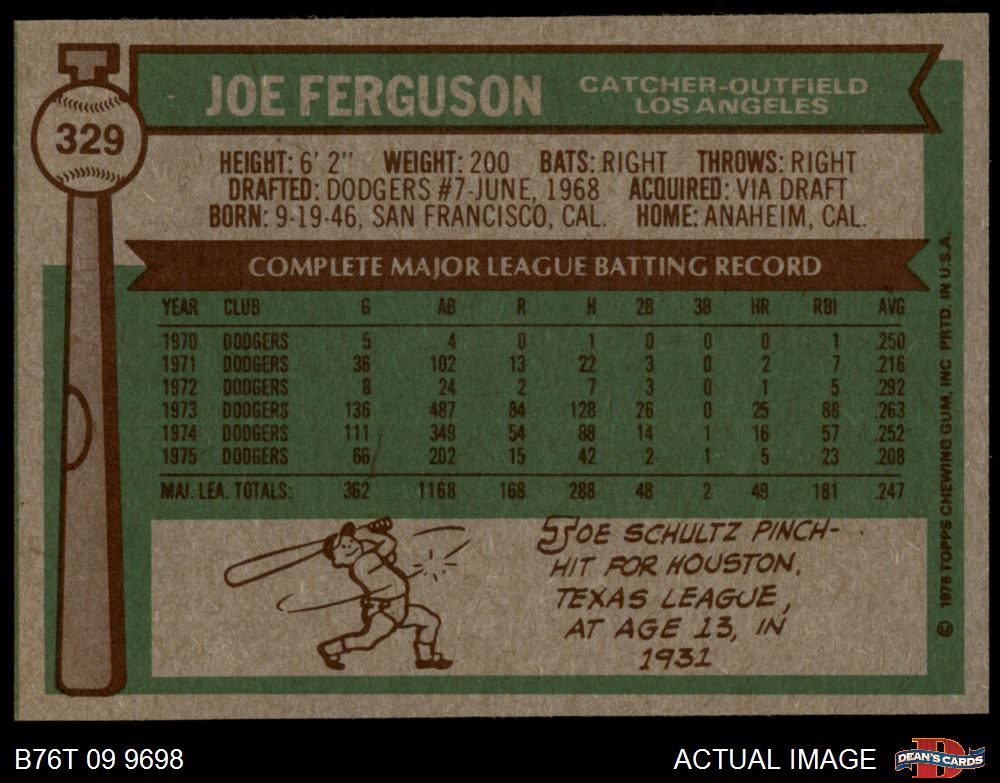 JOE FERGUSON
CATCHER-OUTFIELD
LOS ANGELES
329
HEIGHT: 6' 2" WEIGHT: 200 BATS: RIGHT THROWS: RIGHT
DRAFTED: DODGERS #7-JUNE, 1968 ACQUIRED: VIA DRAFT
BORN: 9-19-46, SAN FRANCISCO, CAL. HOME: ANAHEIM, CAL.
COMPLETE MAJOR LEAGUE BATTING RECORD
YEAR CLUB G AB R H 2B 3B HR RBI AVG
1970 DODGERS 5 4 0 1 0 0 0 1 .250
1971 DODGERS 36 102 13 22 3 0 2 7 .216
1972 DODGERS 8 24 2 7 3 0 1 5 .292
1973 DODGERS 136 487 84 128 26 0 25 88 .263
1974 DODGERS 111 349 54 88 14 1 16 57 .252
1975 DODGERS 66 202 15 42 2 1 5 23 .208
MAJ. LEA. TOTALS: 362 1168 168 288 48 2 49 181 .247
JOE SCHULTZ PINCH-
HIT FOR HOUSTON,
TEXAS LEAGUE,
AT AGE 13, IN
1931
© 1976 TOPPS CHEWING GUM, INC PRTD. IN U.S.A.
B76T 09 9698
ACTUAL IMAGE
DEAN'S CARDS